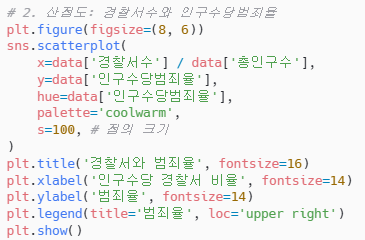 # 2. 산점도: 경찰서수와 인구수당범죄율
plt.figure(figsize=(8, 6))
sns.scatterplot(
x=data['경찰서수'] / data['총인구수'],
y=data['인구수당범죄율'],
hue=data['인구수당범죄율'],
palette='coolwarm',
s=100, # 점의 크기
)
plt.title('경찰서와 범죄율', fontsize=16)
plt.xlabel('인구수당 경찰서 비율', fontsize=14)
plt.ylabel('범죄율', fontsize=14)
plt.legend(title='범죄율', loc='upper right')
plt.show()